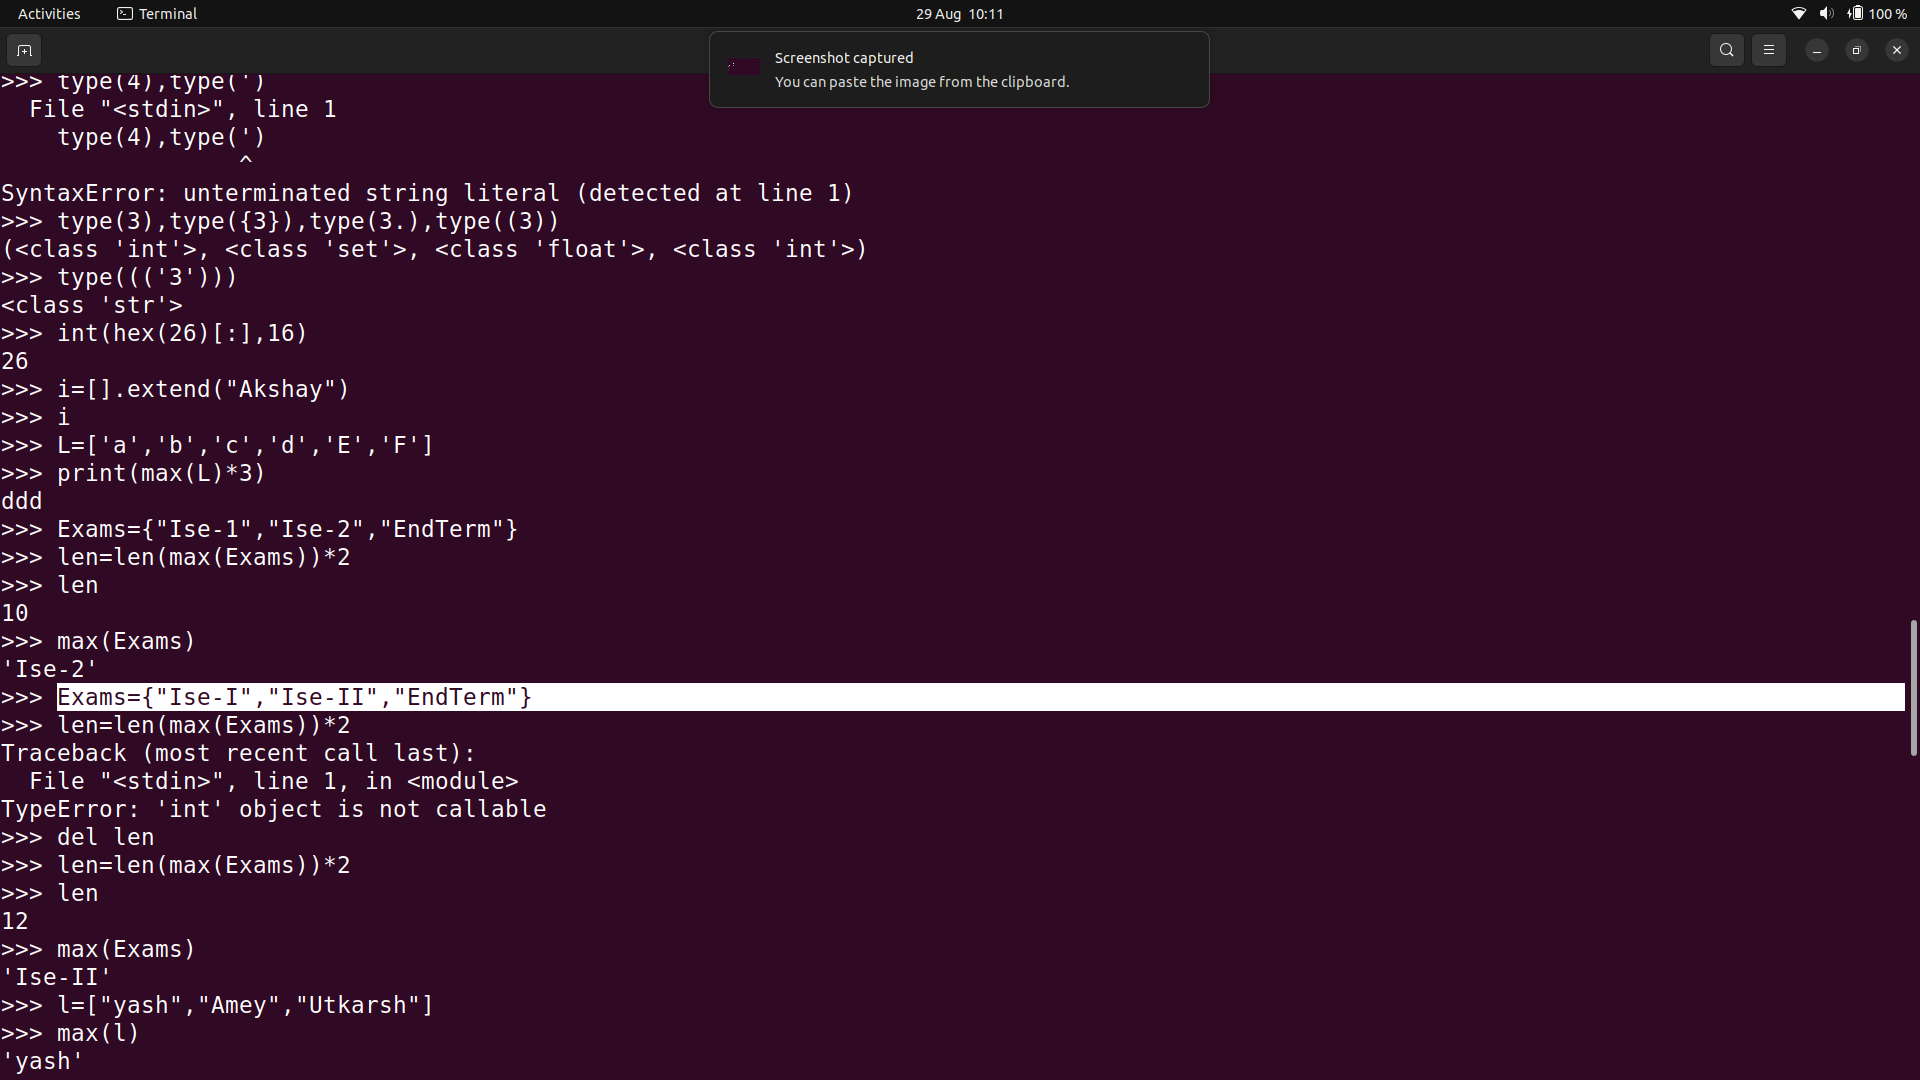 Activities
Terminal
29 Aug 10:11
100 %
Screenshot captured
You can paste the image from the clipboard.
>>> type(4),type(')
  File "<stdin>", line 1
    type(4),type(')
                 ^
SyntaxError: unterminated string literal (detected at line 1)
>>> type(3),type({3}),type(3.),type((3))
(<class 'int'>, <class 'set'>, <class 'float'>, <class 'int'>)
>>> type((('3')))
<class 'str'>
>>> int(hex(26)[:],16)
26
>>> i=[].extend("Akshay")
>>> i
>>> L=['a','b','c','d','E','F']
>>> print(max(L)*3)
ddd
>>> Exams={"Ise-1","Ise-2","EndTerm"}
>>> len=len(max(Exams))*2
>>> len
10
>>> max(Exams)
'Ise-2'
>>> Exams={"Ise-I","Ise-II","EndTerm"}
>>> len=len(max(Exams))*2
Traceback (most recent call last):
  File "<stdin>", line 1, in <module>
TypeError: 'int' object is not callable
>>> del len
>>> len=len(max(Exams))*2
>>> len
12
>>> max(Exams)
'Ise-II'
>>> l=["yash","Amey","Utkarsh"]
>>> max(l)
'yash'